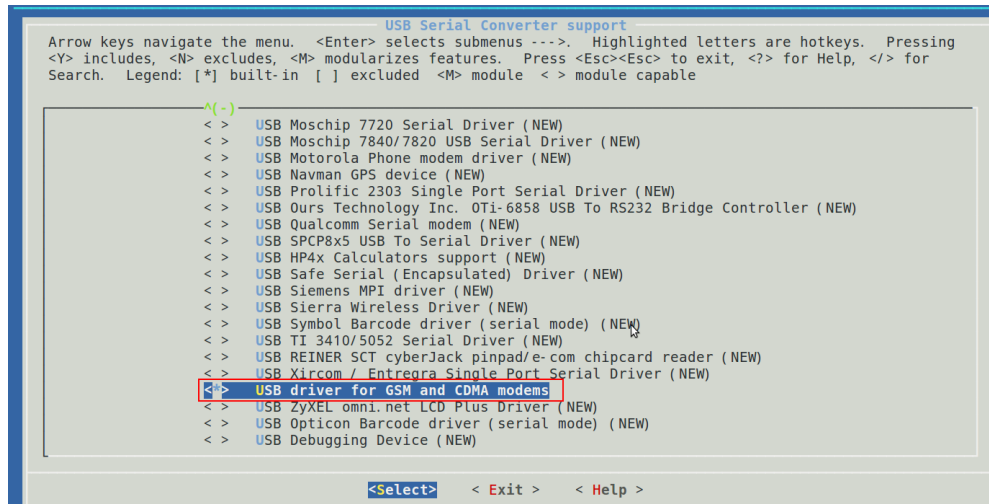 USB Serial Converter support
Arrow keys navigate the menu. <Enter> selects submenus --->. Highlighted letters are hotkeys. Pressing
<Y> includes, <N> excludes, <M> modularizes features. Press <Esc><Esc> to exit, <?> for Help, </> for
Search. Legend: [*] built-in [ ] excluded <M> module < > module capable
^(-)
< > USB Moschip 7720 Serial Driver (NEW)
< > USB Moschip 7840/7820 USB Serial Driver (NEW)
< > USB Motorola Phone modem driver (NEW)
< > USB Navman GPS device (NEW)
< > USB Prolific 2303 Single Port Serial Driver (NEW)
< > USB Ours Technology Inc. OTi-6858 USB To RS232 Bridge Controller (NEW)
< > USB Qualcomm Serial modem (NEW)
< > USB SPCP8x5 USB To Serial Driver (NEW)
< > USB HP4x Calculators support (NEW)
< > USB Safe Serial (Encapsulated) Driver (NEW)
< > USB Siemens MPI driver (NEW)
< > USB Sierra Wireless Driver (NEW)
< > USB Symbol Barcode driver (serial mode) (NEW)
< > USB TI 3410/5052 Serial Driver (NEW)
< > USB REINER SCT cyberJack pinpad/e-com chipcard reader (NEW)
< > USB Xircom / Entregra Single Port Serial Driver (NEW)
<*> USB driver for GSM and CDMA modems
< > USB ZyXEL omni.net LCD Plus Driver (NEW)
< > USB Opticon Barcode driver (serial mode) (NEW)
< > USB Debugging Device (NEW)
<Select> < Exit > < Help >